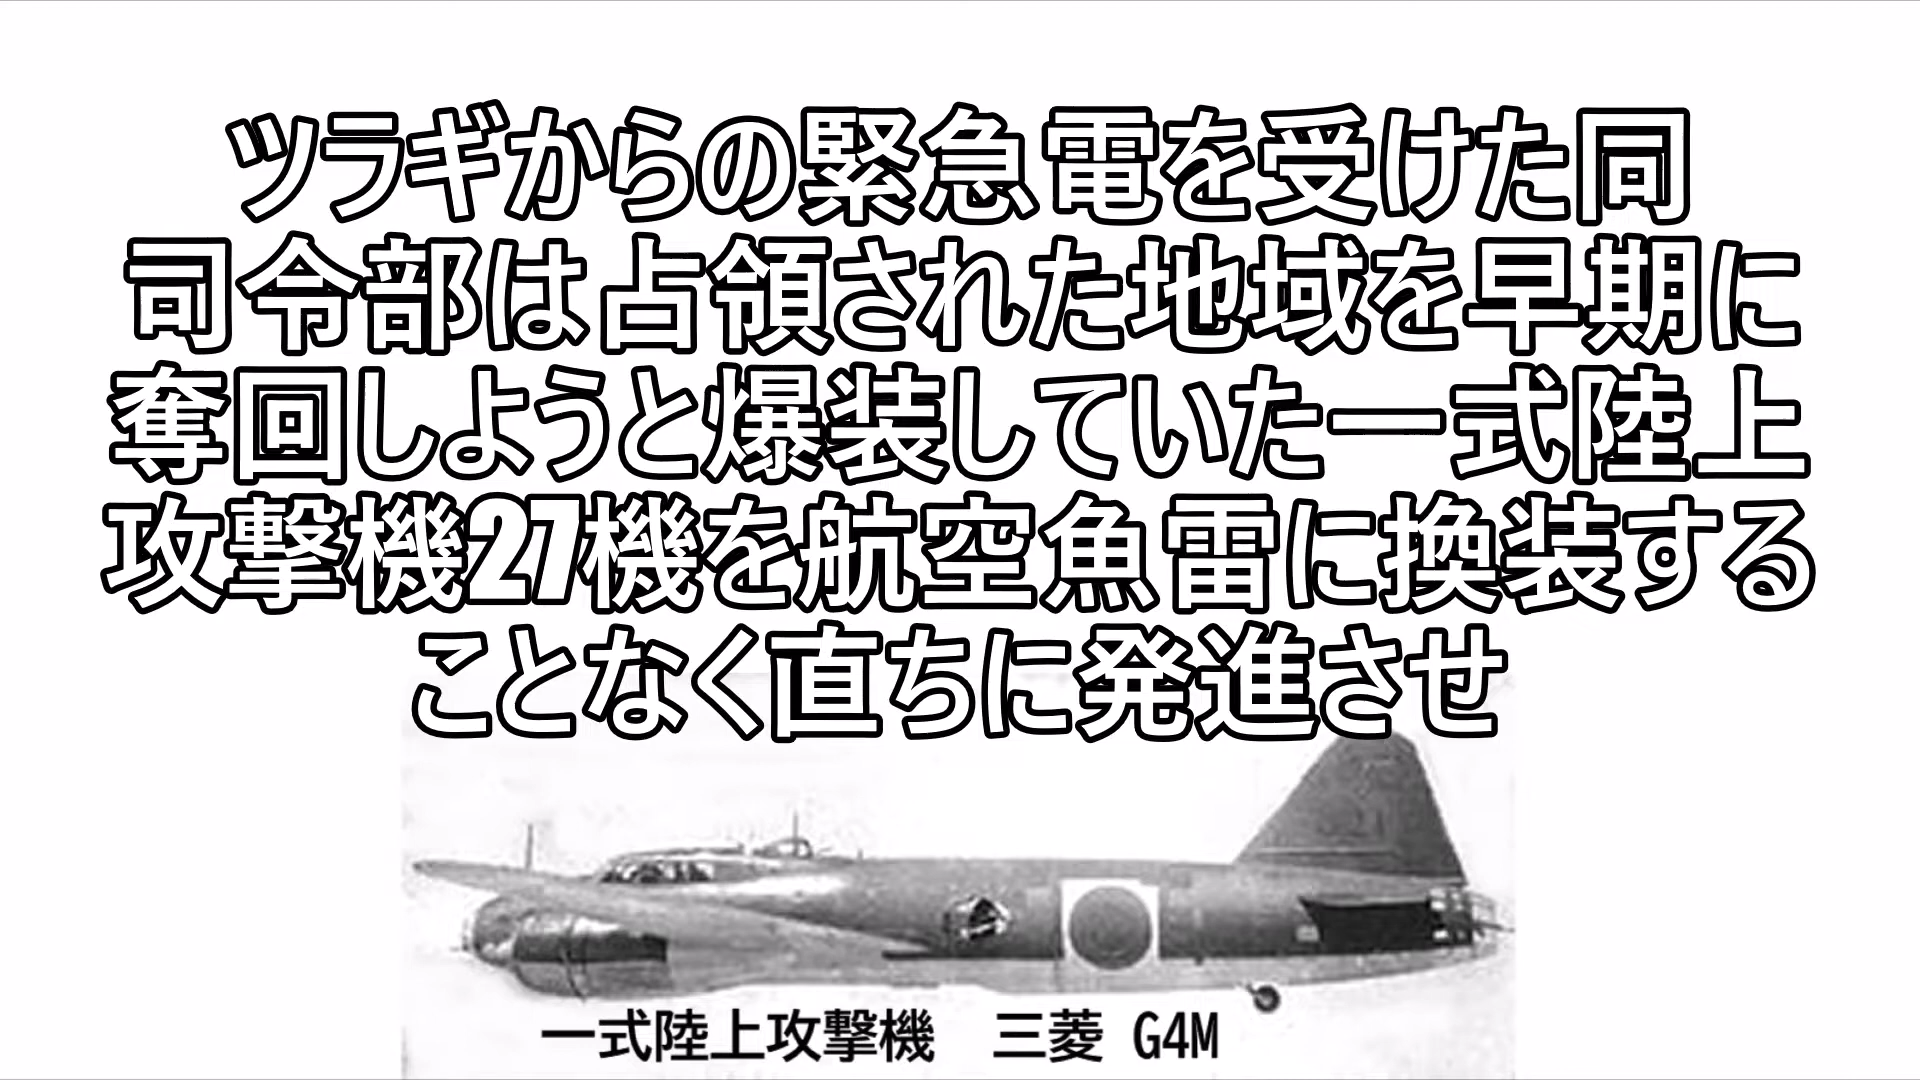 ツラギからの緊急電を受けた同
司令部は占領された地域を早期に
奪回しようと爆装していた一式陸上
攻撃機27機を航空魚雷に換装する
ことなく直ちに発進させ
一式陸上攻撃機　三菱 G4M